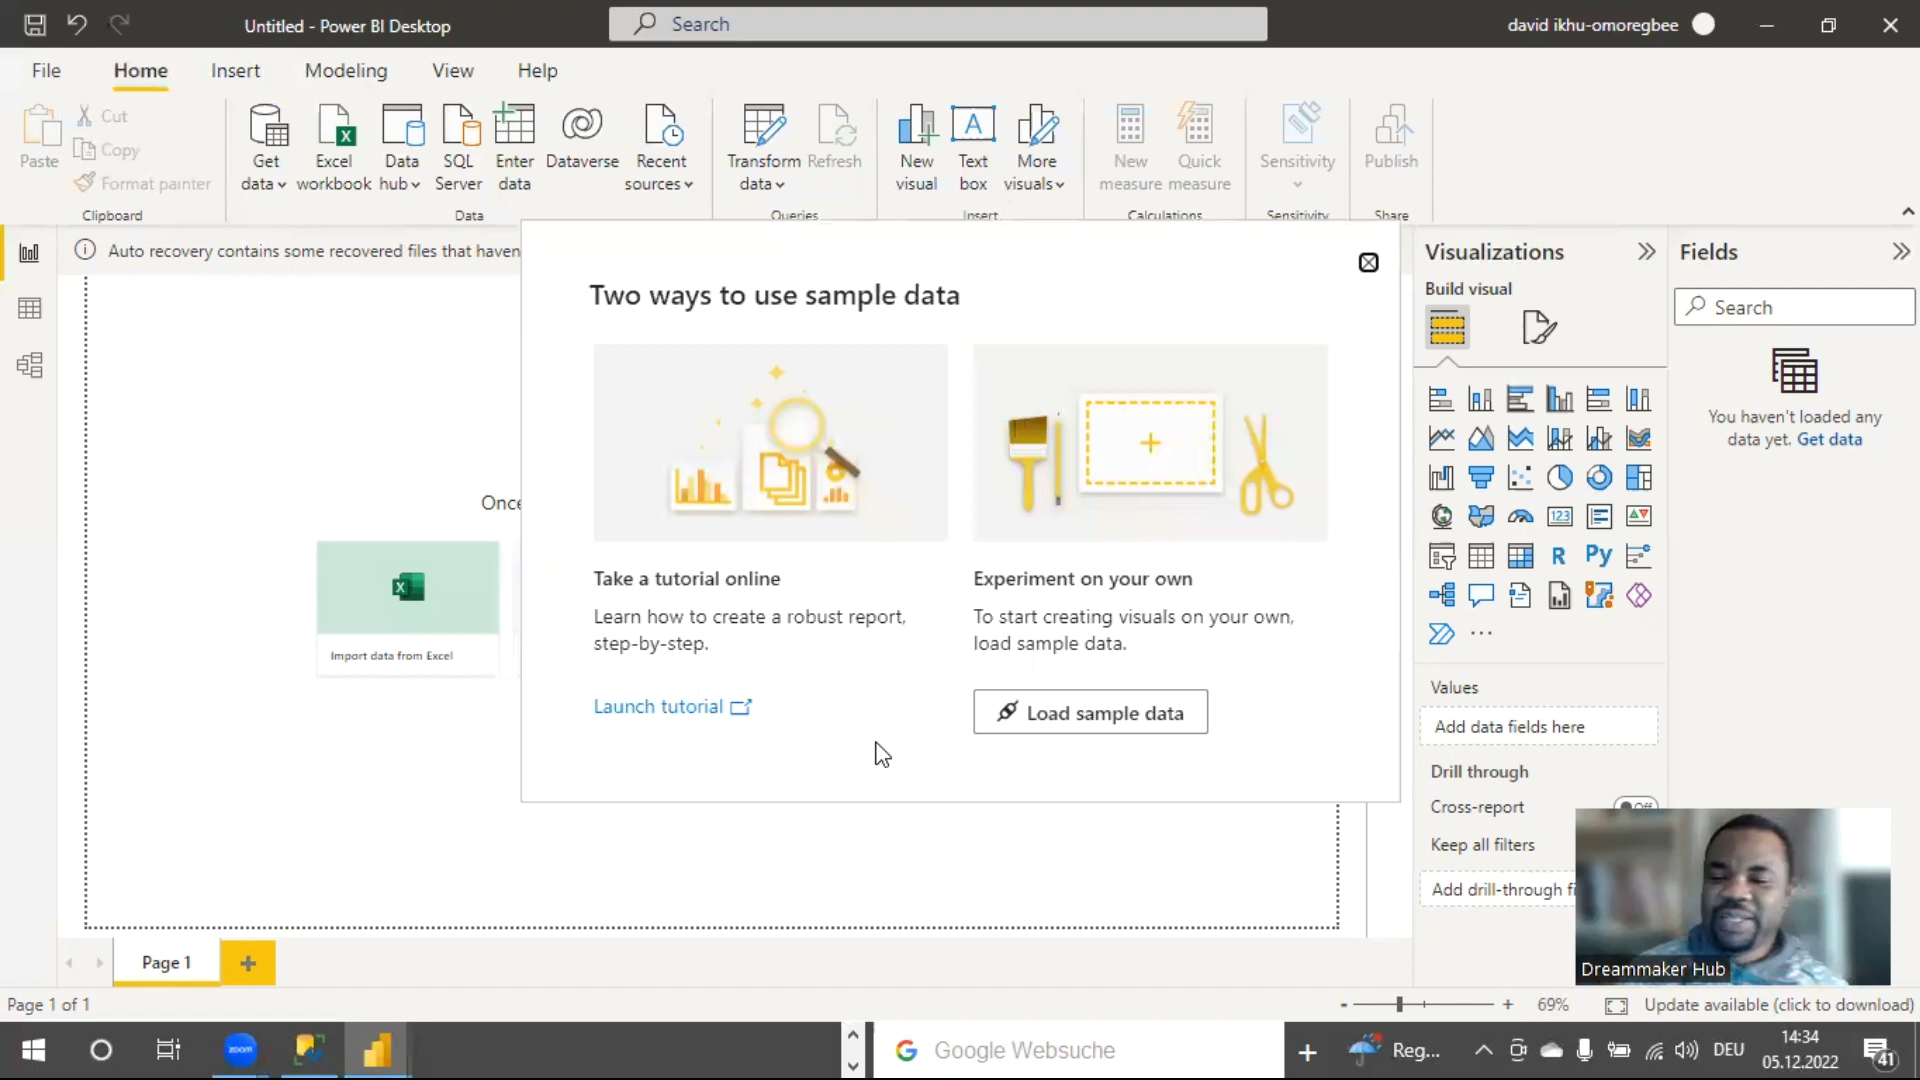 Untitled - Power BI Desktop
Search
david ikhu-omoregbee
File
Home
Insert
Modeling
View
Help
Paste
Cut
Copy
Format painter
Clipboard
Get data
Excel workbook
Data hub
SQL Server
Enter data
Dataverse
Recent sources
Data
Transform data
Refresh
Queries
New visual
Text box
More visuals
Insert
New measure
Quick measure
Calculations
Sensitivity
Sensitivity
Publish
Share
Auto recovery contains some recovered files that haven
Once
Import data from Excel
Two ways to use sample data
Take a tutorial online
Learn how to create a robust report,
step-by-step.
Launch tutorial
Experiment on your own
To start creating visuals on your own,
load sample data.
Load sample data
Visualizations
Build visual
123
R
Py
Values
Add data fields here
Drill through
Cross-report
Off
Keep all filters
Add drill-through fi
Fields
Search
You haven't loaded any
data yet. Get data
Dreammaker Hub
Page 1
Page 1 of 1
69%
Update available (click to download)
zoom
Google Websuche
Reg...
DEU
14:34
05.12.2022
41